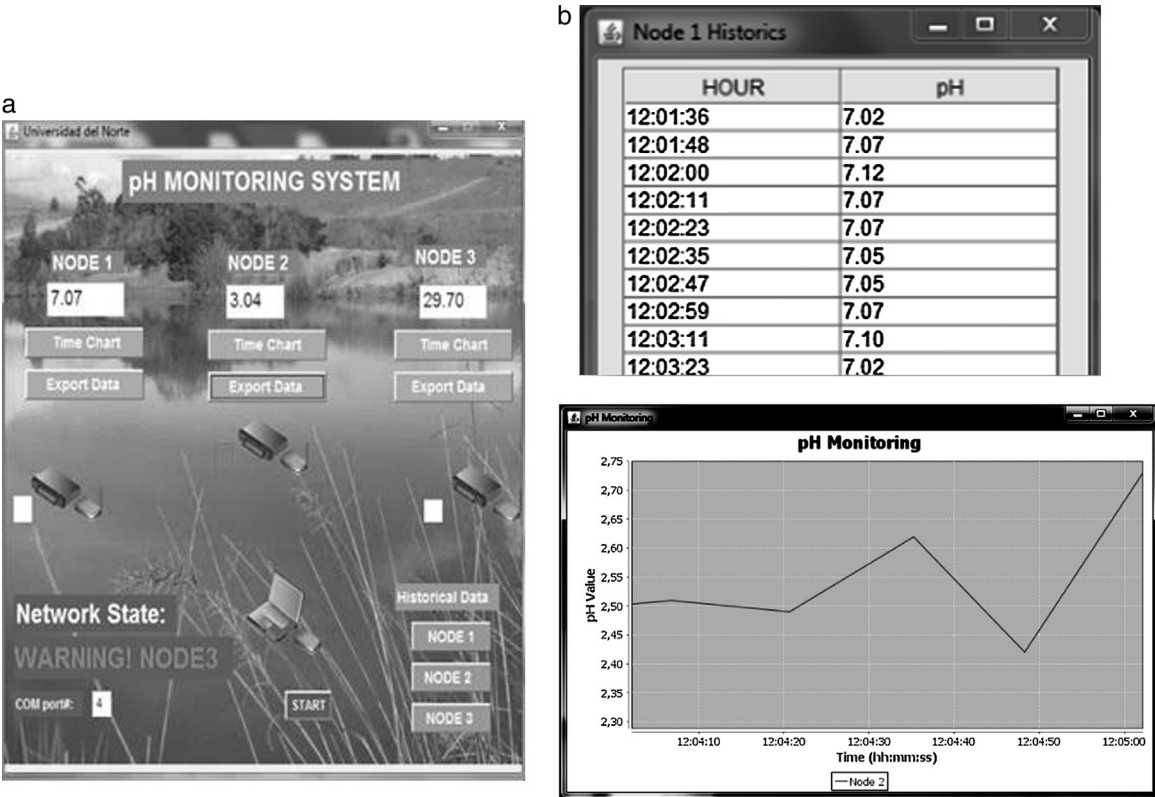 a
Universidad del Norte
pH MONITORING SYSTEM
NODE 1 NODE 2 NODE 3
7.07 3.04 29.70
Time Chart Time Chart Time Chart
Export Data Export Data Export Data
Network State:
WARNING! NODE3
COM port#: 4
START
Historical Data
NODE 1
NODE 2
NODE 3
b
Node 1 Historics
HOUR pH
12:01:36 7.02
12:01:48 7.07
12:02:00 7.12
12:02:11 7.07
12:02:23 7.07
12:02:35 7.05
12:02:47 7.05
12:02:59 7.07
12:03:11 7.10
12:03:23 7.02
pH Monitoring
pH Monitoring
pH Value
2,75
2,70
2,65
2,60
2,55
2,50
2,45
2,40
2,35
2,30
12:04:10 12:04:20 12:04:30 12:04:40 12:04:50 12:05:00
Time (hh:mm:ss)
Node 2